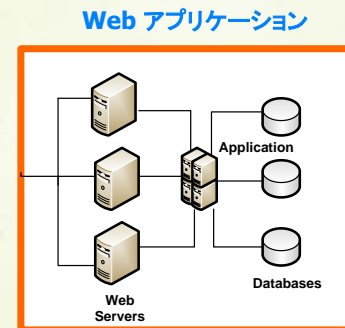 Web アプリケーション
Application
Databases
Web
Servers